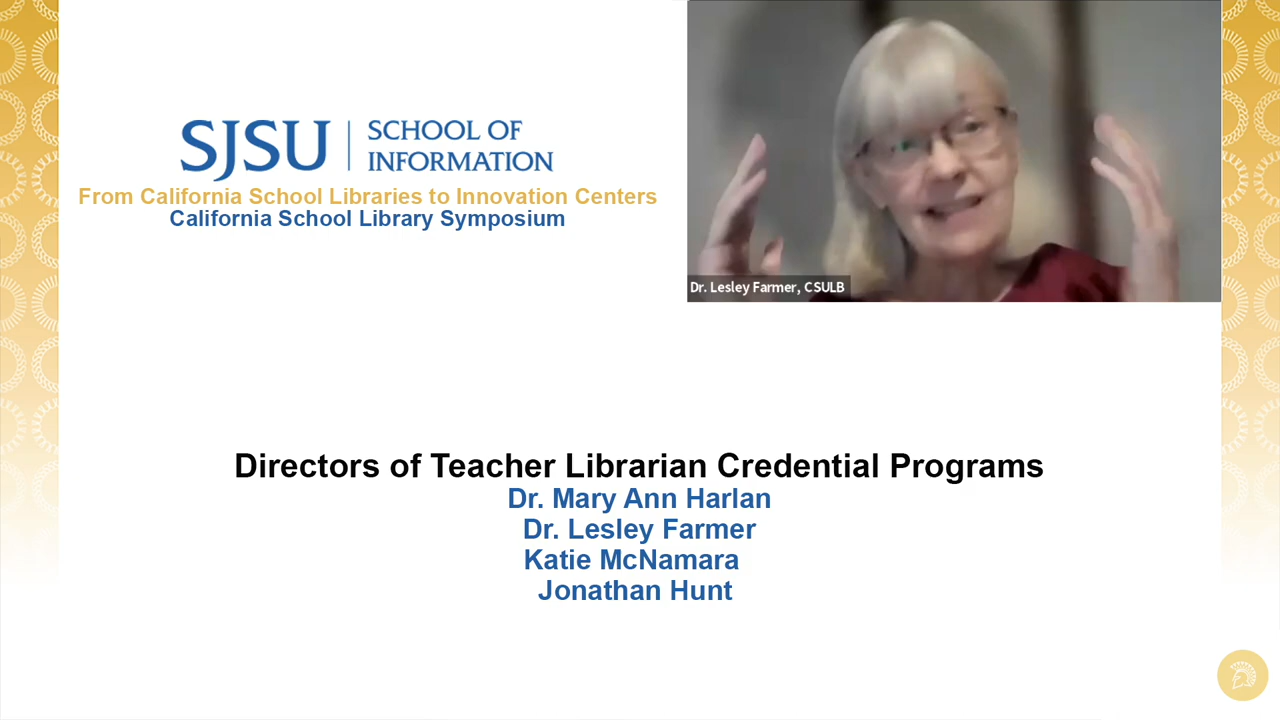 SJSU | SCHOOL OF
INFORMATION
From California School Libraries to Innovation Centers
California School Library Symposium
Dr. Lesley Farmer, CSULB
Directors of Teacher Librarian Credential Programs
Dr. Mary Ann Harlan
Dr. Lesley Farmer
Katie McNamara
Jonathan Hunt